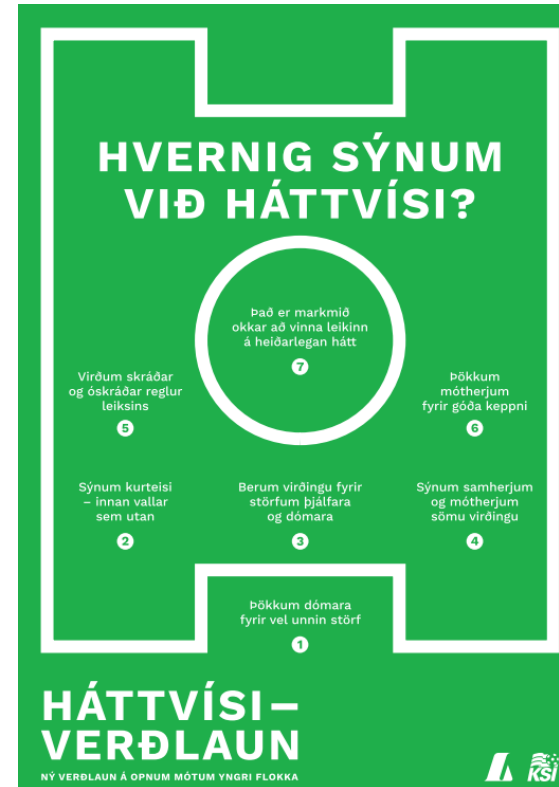 HVERNIG SÝNUM
VIÐ HÁTTVÍSI?
Það er markmið
okkar að vinna leikinn
á heiðarlegan hátt
7
Virðum skráðar
og óskráðar reglur
leiksins
5
Þökkum
mótherjum
fyrir góða keppni
6
Sýnum kurteisi
– innan vallar
sem utan
2
Berum virðingu fyrir
störfum þjálfara
og dómara
3
Sýnum samherjum
og mótherjum
sömu virðingu
4
Þökkum dómara
fyrir vel unnin störf
1
HÁTTVÍSI–
VERÐLAUN
NÝ VERÐLAUN Á OPNUM MÓTUM YNGRI FLOKKA
KSÍ